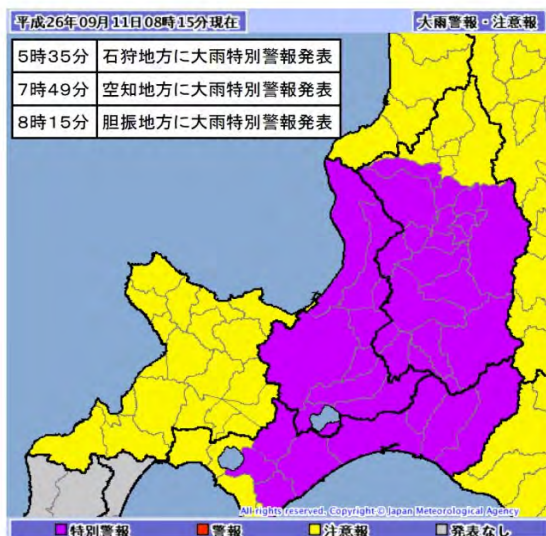 平成26年09月11日08時15分現在 大雨警報・注意報
5時35分 石狩地方に大雨特別警報発表
7時49分 空知地方に大雨特別警報発表
8時15分 胆振地方に大雨特別警報発表
All rights reserved. Copyright © Japan Meteorological Agency
特別警報 警報 注意報 発表なし